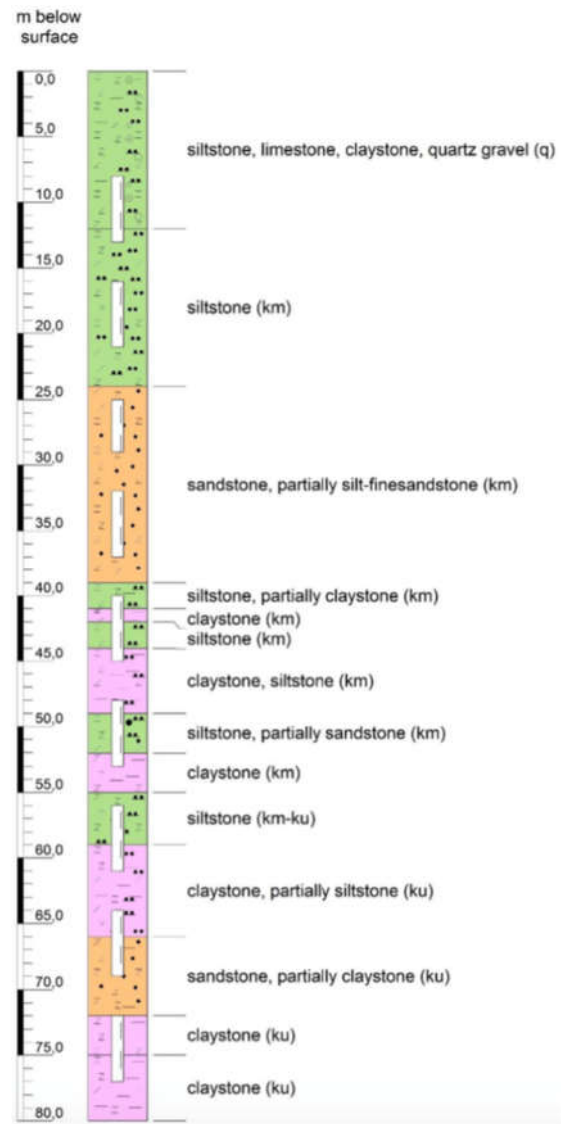 m below
surface
0,0
5,0
siltstone, limestone, claystone, quartz gravel (q)
10,0
15,0
siltstone (km)
20,0
25,0
30,0
sandstone, partially silt-finesandstone (km)
35,0
40,0
siltstone, partially claystone (km)
claystone (km)
siltstone (km)
45,0
claystone, siltstone (km)
50,0
siltstone, partially sandstone (km)
claystone (km)
55,0
siltstone (km-ku)
60,0
claystone, partially siltstone (ku)
65,0
sandstone, partially claystone (ku)
70,0
claystone (ku)
75,0
claystone (ku)
80,0